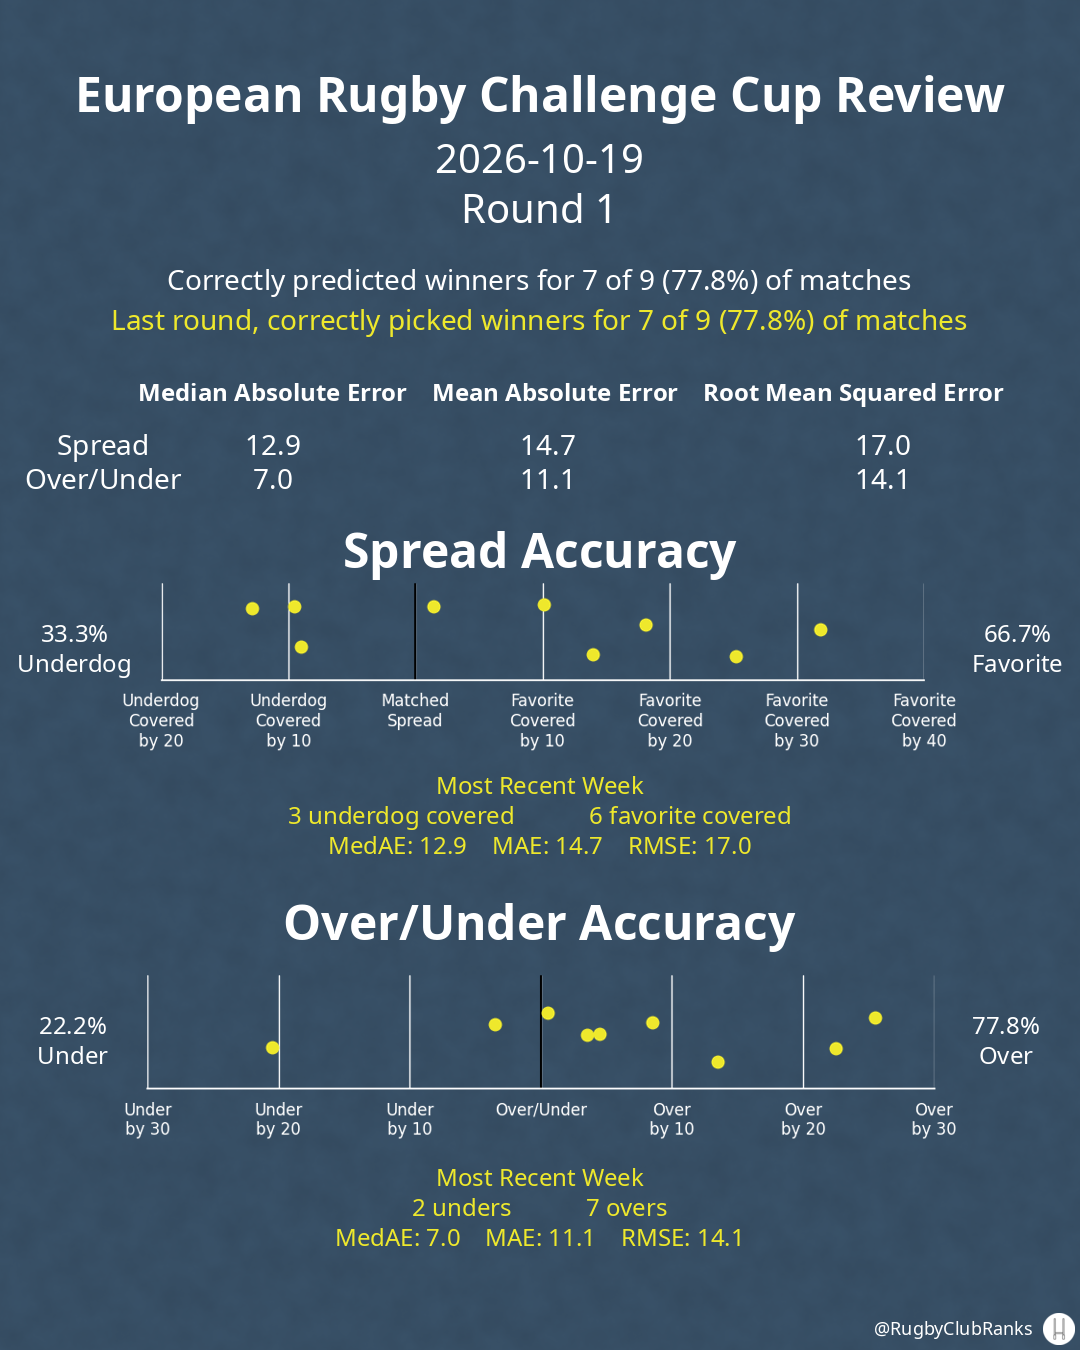 European Rugby Challenge Cup Review
2026-10-19
Round 1
Correctly predicted winners for 7 of 9 (77.8%) of matches
Last round, correctly picked winners for 7 of 9 (77.8%) of matches
Median Absolute Error Mean Absolute Error Root Mean Squared Error
Spread 12.9 14.7 17.0
Over/Under 7.0 11.1 14.1
Spread Accuracy
33.3%
Underdog
66.7%
Favorite
Underdog Covered by 20
Underdog Covered by 10
Matched Spread
Favorite Covered by 10
Favorite Covered by 20
Favorite Covered by 30
Favorite Covered by 40
Most Recent Week
3 underdog covered 6 favorite covered
MedAE: 12.9 MAE: 14.7 RMSE: 17.0
Over/Under Accuracy
22.2%
Under
77.8%
Over
Under by 30
Under by 20
Under by 10
Over/Under
Over by 10
Over by 20
Over by 30
Most Recent Week
2 unders 7 overs
MedAE: 7.0 MAE: 11.1 RMSE: 14.1
@RugbyClubRanks